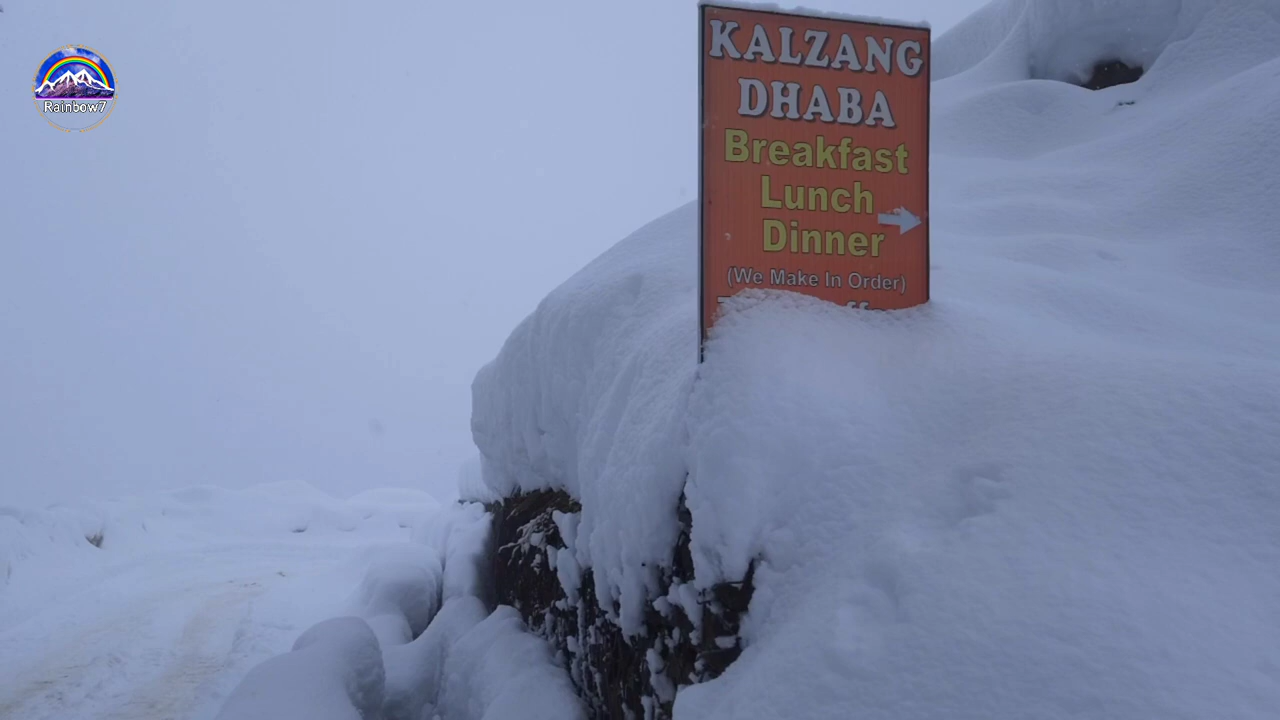 Rainbow7
KALZANG
DHABA
Breakfast
Lunch
Dinner
(We Make In Order)